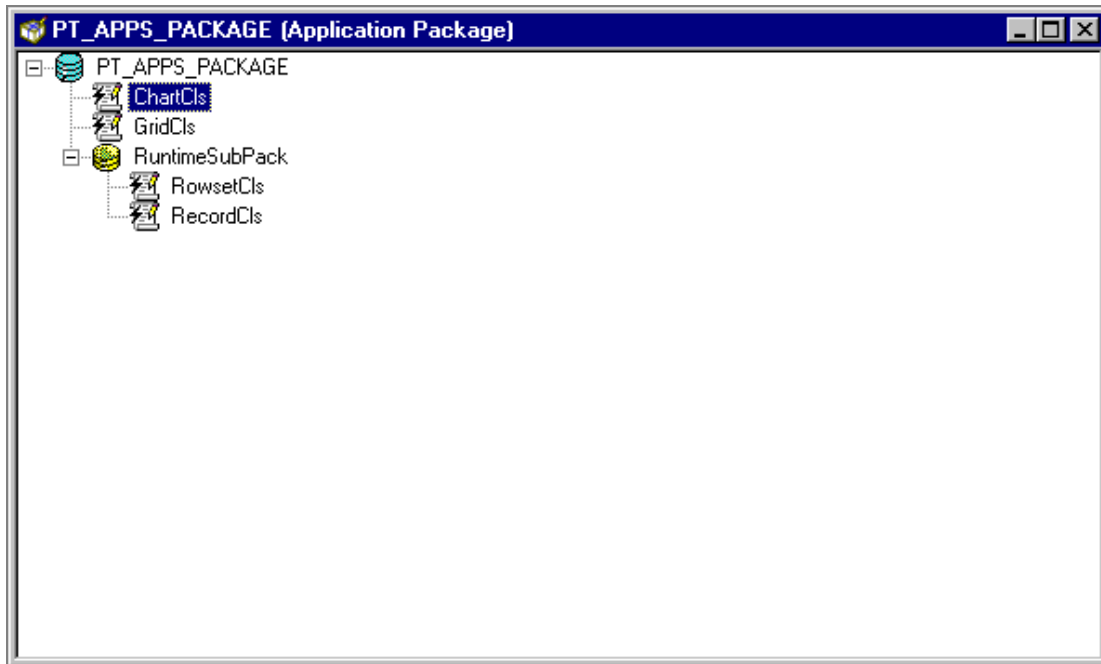 PT_APPS_PACKAGE (Application Package)
PT_APPS_PACKAGE
ChartCls
GridCls
RuntimeSubPack
RowsetCls
RecordCls